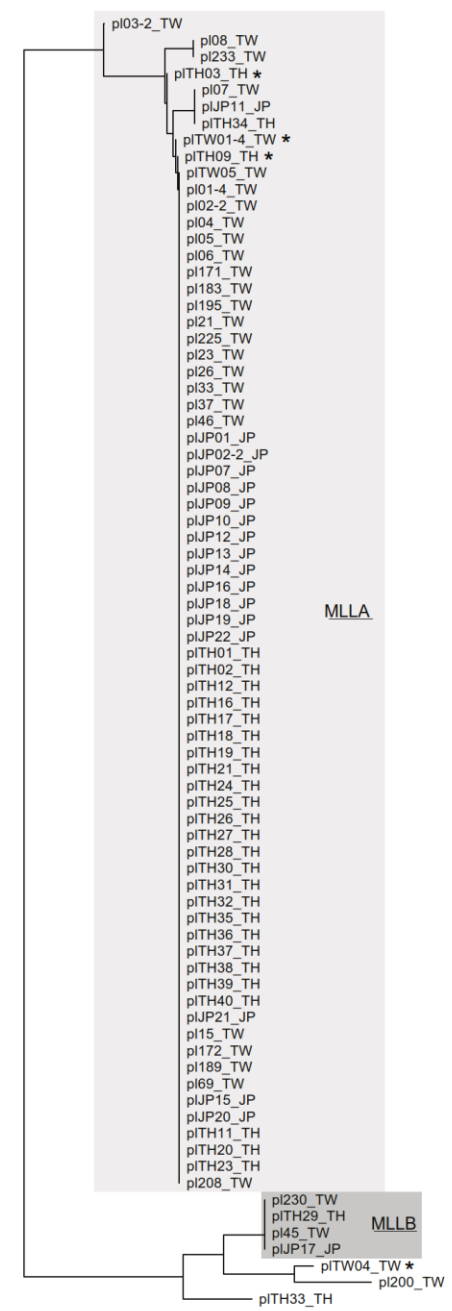 pl03-2_TW
pl08_TW
pl233_TW
plTH03_TH *
pl07_TW
plJP11_JP
plTH34_TH
plTW01-4_TW *
plTH09_TH *
plTW05_TW
pl01-4_TW
pl02-2_TW
pl04_TW
pl05_TW
pl06_TW
pl171_TW
pl183_TW
pl195_TW
pl21_TW
pl225_TW
pl23_TW
pl26_TW
pl33_TW
pl37_TW
pl46_TW
plJP01_JP
plJP02-2_JP
plJP07_JP
plJP08_JP
plJP09_JP
plJP10_JP
plJP12_JP
plJP13_JP
plJP14_JP
plJP16_JP
plJP18_JP
MLLA
plJP19_JP
plJP22_JP
plTH01_TH
plTH02_TH
plTH12_TH
plTH16_TH
plTH17_TH
plTH18_TH
plTH19_TH
plTH21_TH
plTH24_TH
plTH25_TH
plTH26_TH
plTH27_TH
plTH28_TH
plTH30_TH
plTH31_TH
plTH32_TH
plTH35_TH
plTH36_TH
plTH37_TH
plTH38_TH
plTH39_TH
plTH40_TH
plJP21_JP
pl15_TW
pl172_TW
pl189_TW
pl69_TW
plJP15_JP
plJP20_JP
plTH11_TH
plTH20_TH
plTH23_TH
pl208_TW
pl230_TW
plTH29_TH
MLLB
pl45_TW
plJP17_JP
plTW04_TW *
pl200_TW
plTH33_TH